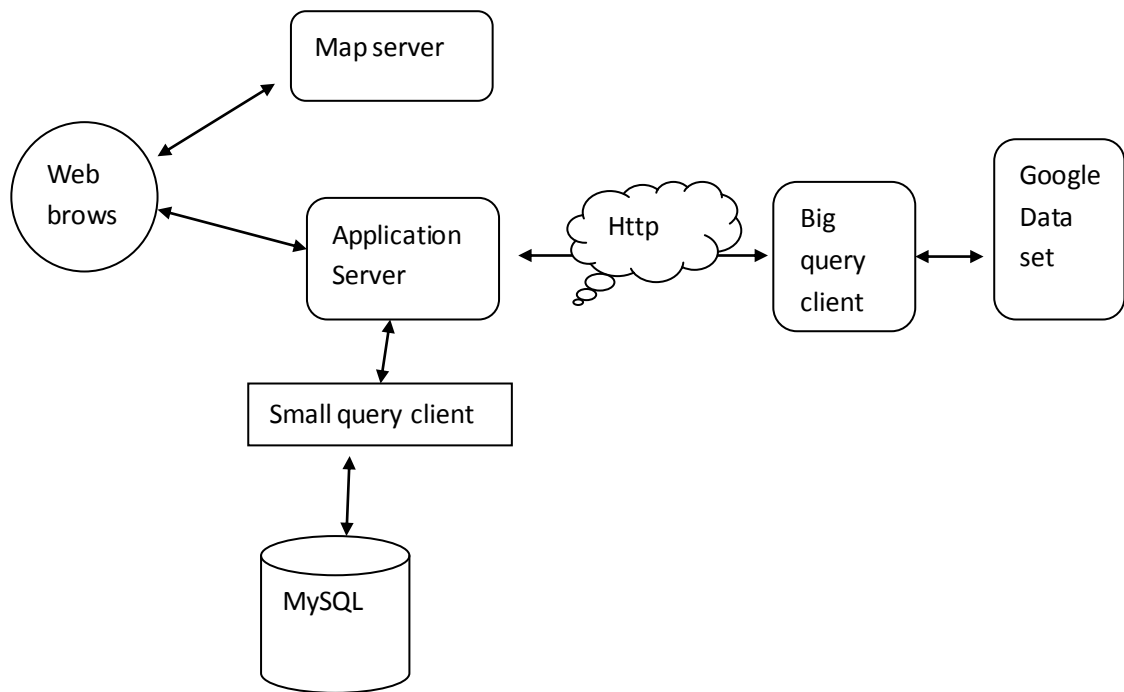 Map server
Web
brows
Application
Server
Http
Big
query
client
Google
Data
set
Small query client
MySQL